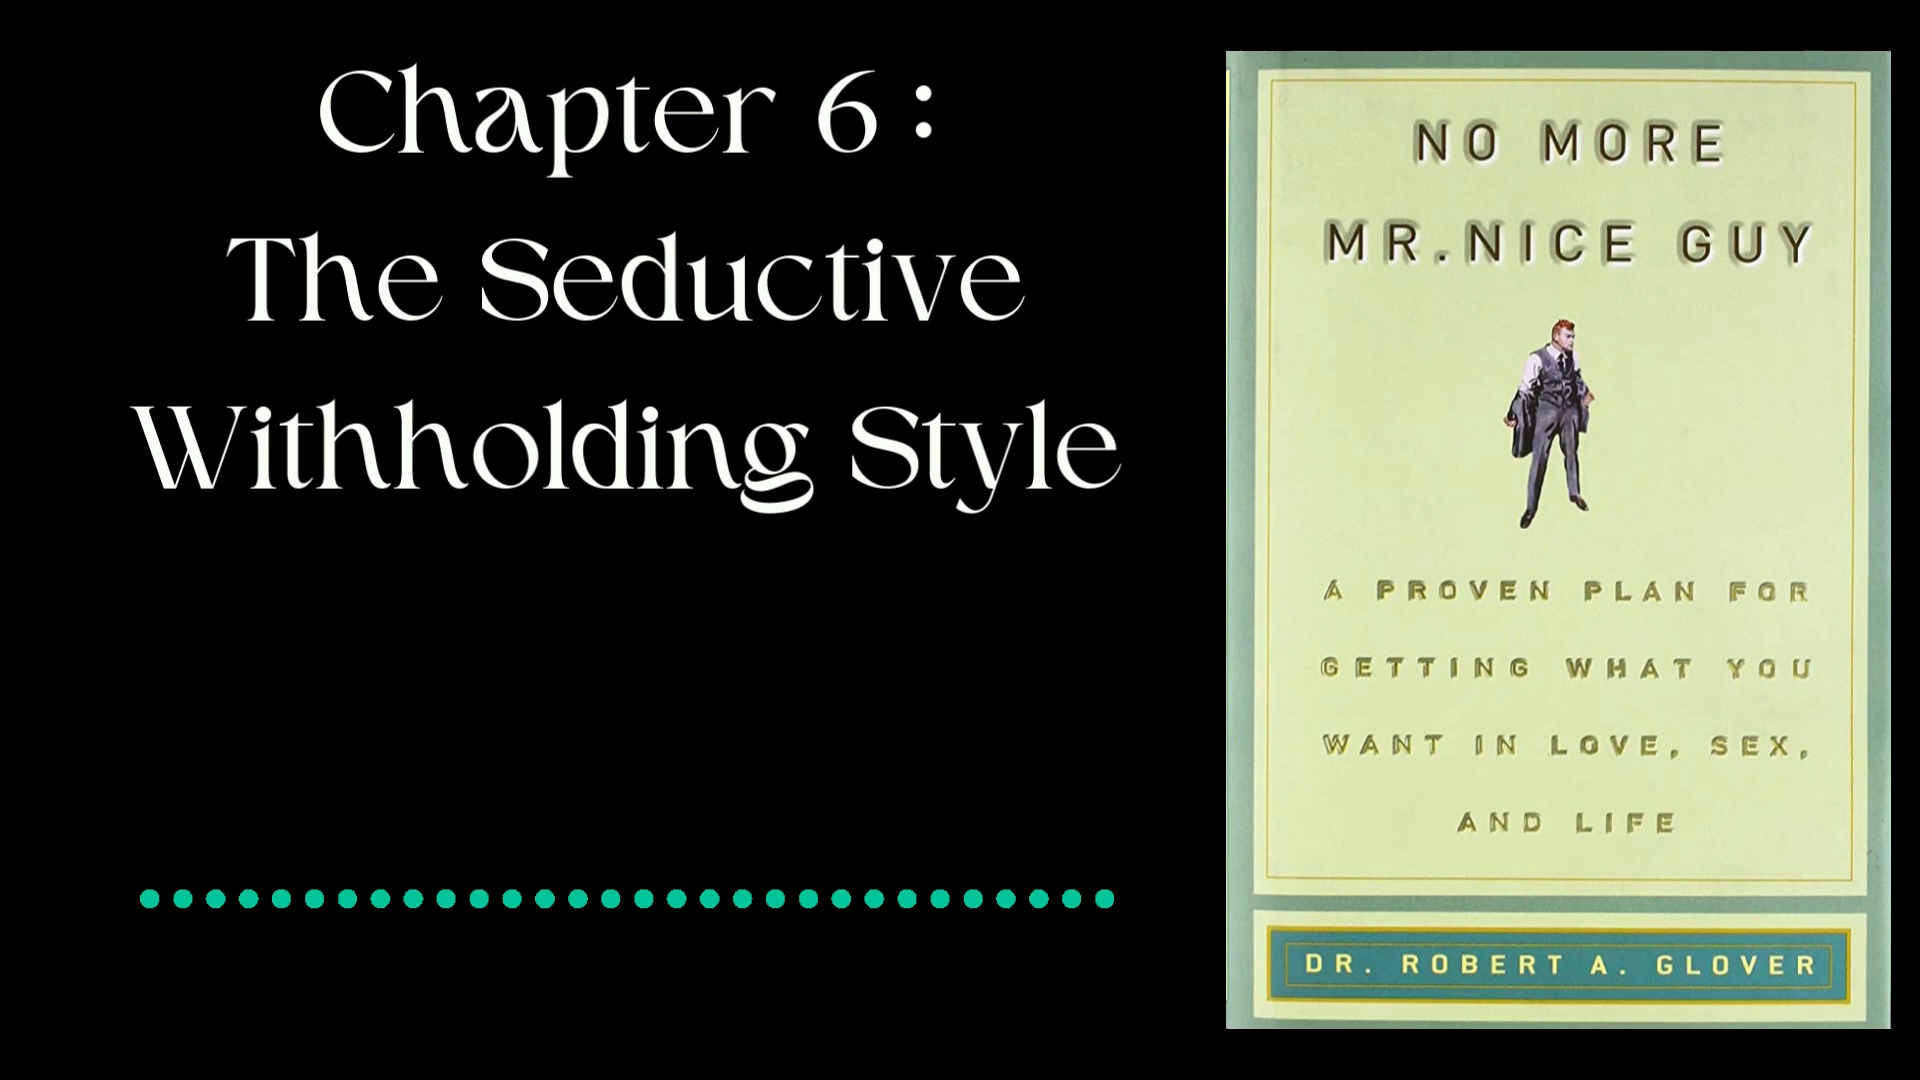 Chapter 6 :
The Seductive
Withholding Style
NO MORE
MR.NICE GUY
A PROVEN PLAN FOR
GETTING WHAT YOU
WANT IN LOVE, SEX,
AND LIFE
DR. ROBERT A. GLOVER